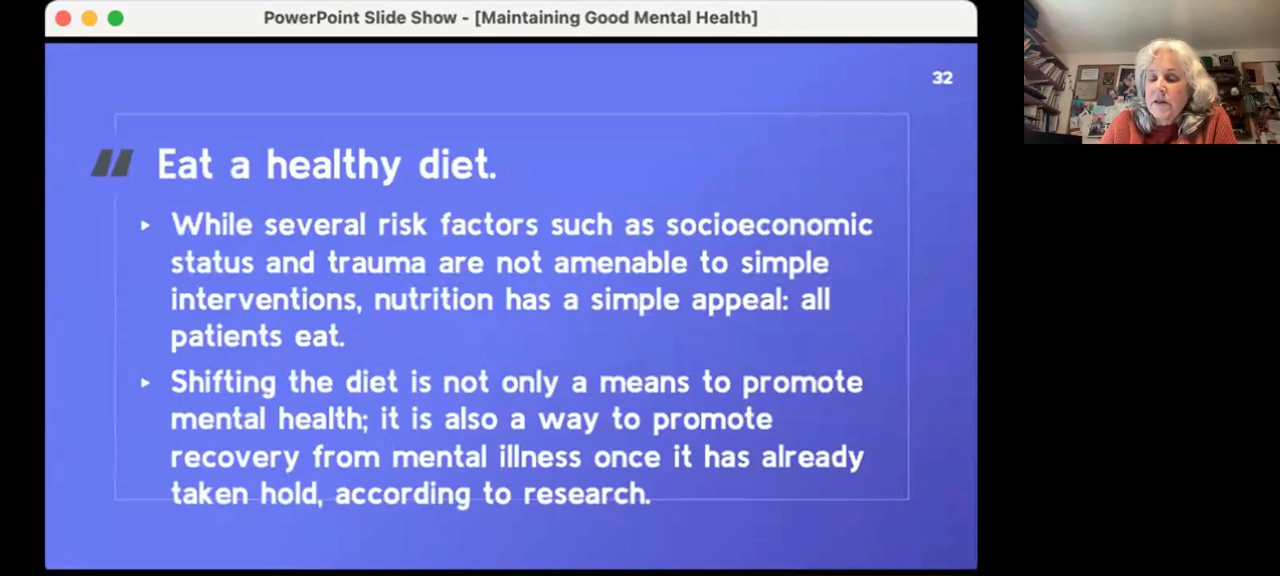 PowerPoint Slide Show - [Maintaining Good Mental Health]
32
Eat a healthy diet.
While several risk factors such as socioeconomic
status and trauma are not amenable to simple
interventions, nutrition has a simple appeal: all
patients eat.
Shifting the diet is not only a means to promote
mental health; it is also a way to promote
recovery from mental illness once it has already
taken hold, according to research.